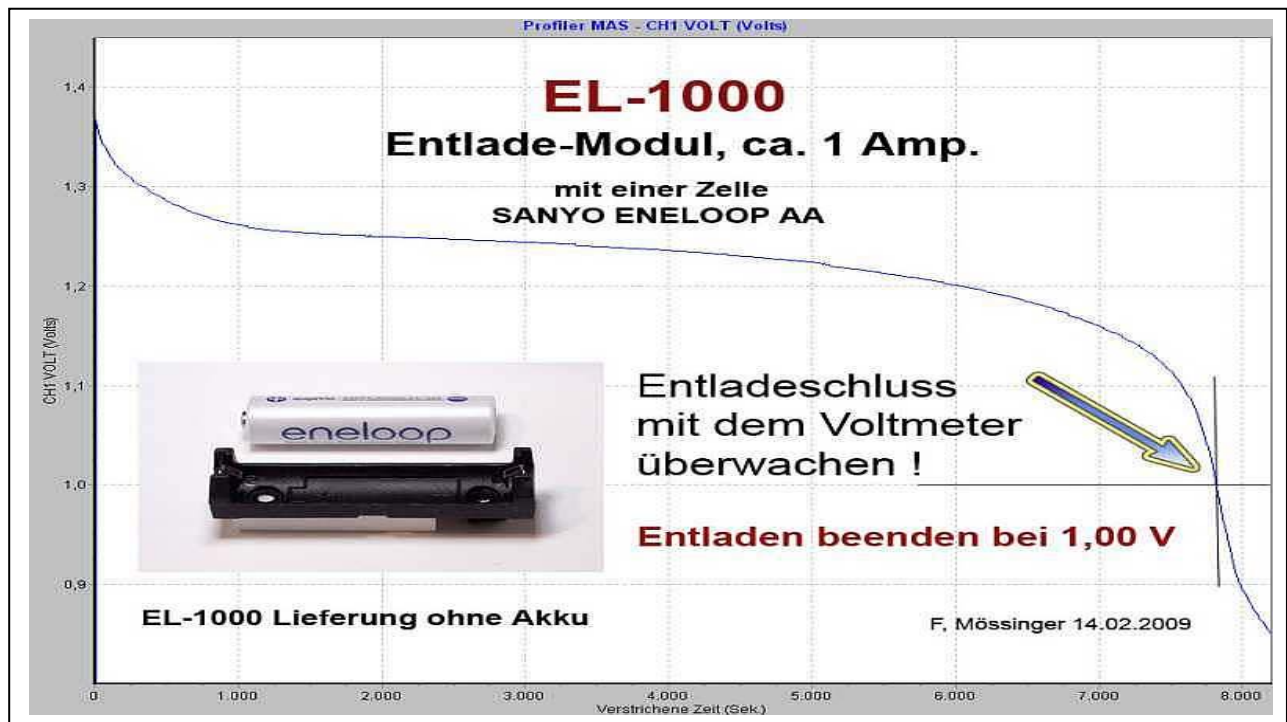 Profiler MAS - CH1 VOLT (Volts)
EL-1000
Entlade-Modul, ca. 1 Amp.
mit einer Zelle
SANYO ENELOOP AA
CH1 VOLT (Volts)
1,4
1,3
1,2
1,1
1,0
0,9
eneloop
Entladeschluss
mit dem Voltmeter
überwachen !
Entladen beenden bei 1,00 V
EL-1000 Lieferung ohne Akku
F, Mössinger 14.02.2009
0 1.000 2.000 3.000 4.000 5.000 6.000 7.000 8.000
Verstrichene Zeit (Sek.)